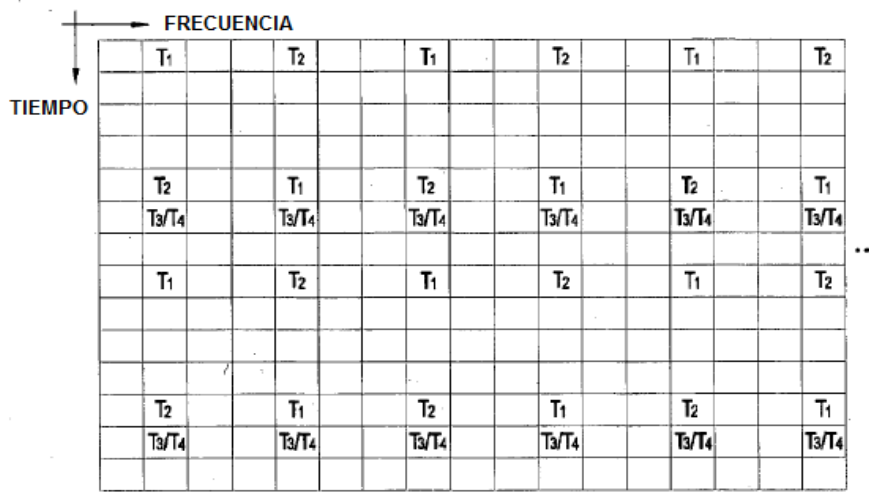 FRECUENCIA
T1 T2 T1 T2 T1 T2
TIEMPO
T2 T1 T2 T1 T2 T1
T3/T4 T3/T4 T3/T4 T3/T4 T3/T4 T3/T4
..
T1 T2 T1 T2 T1 T2
T2 T1 T2 T1 T2 T1
T3/T4 T3/T4 T3/T4 T3/T4 T3/T4 T3/T4